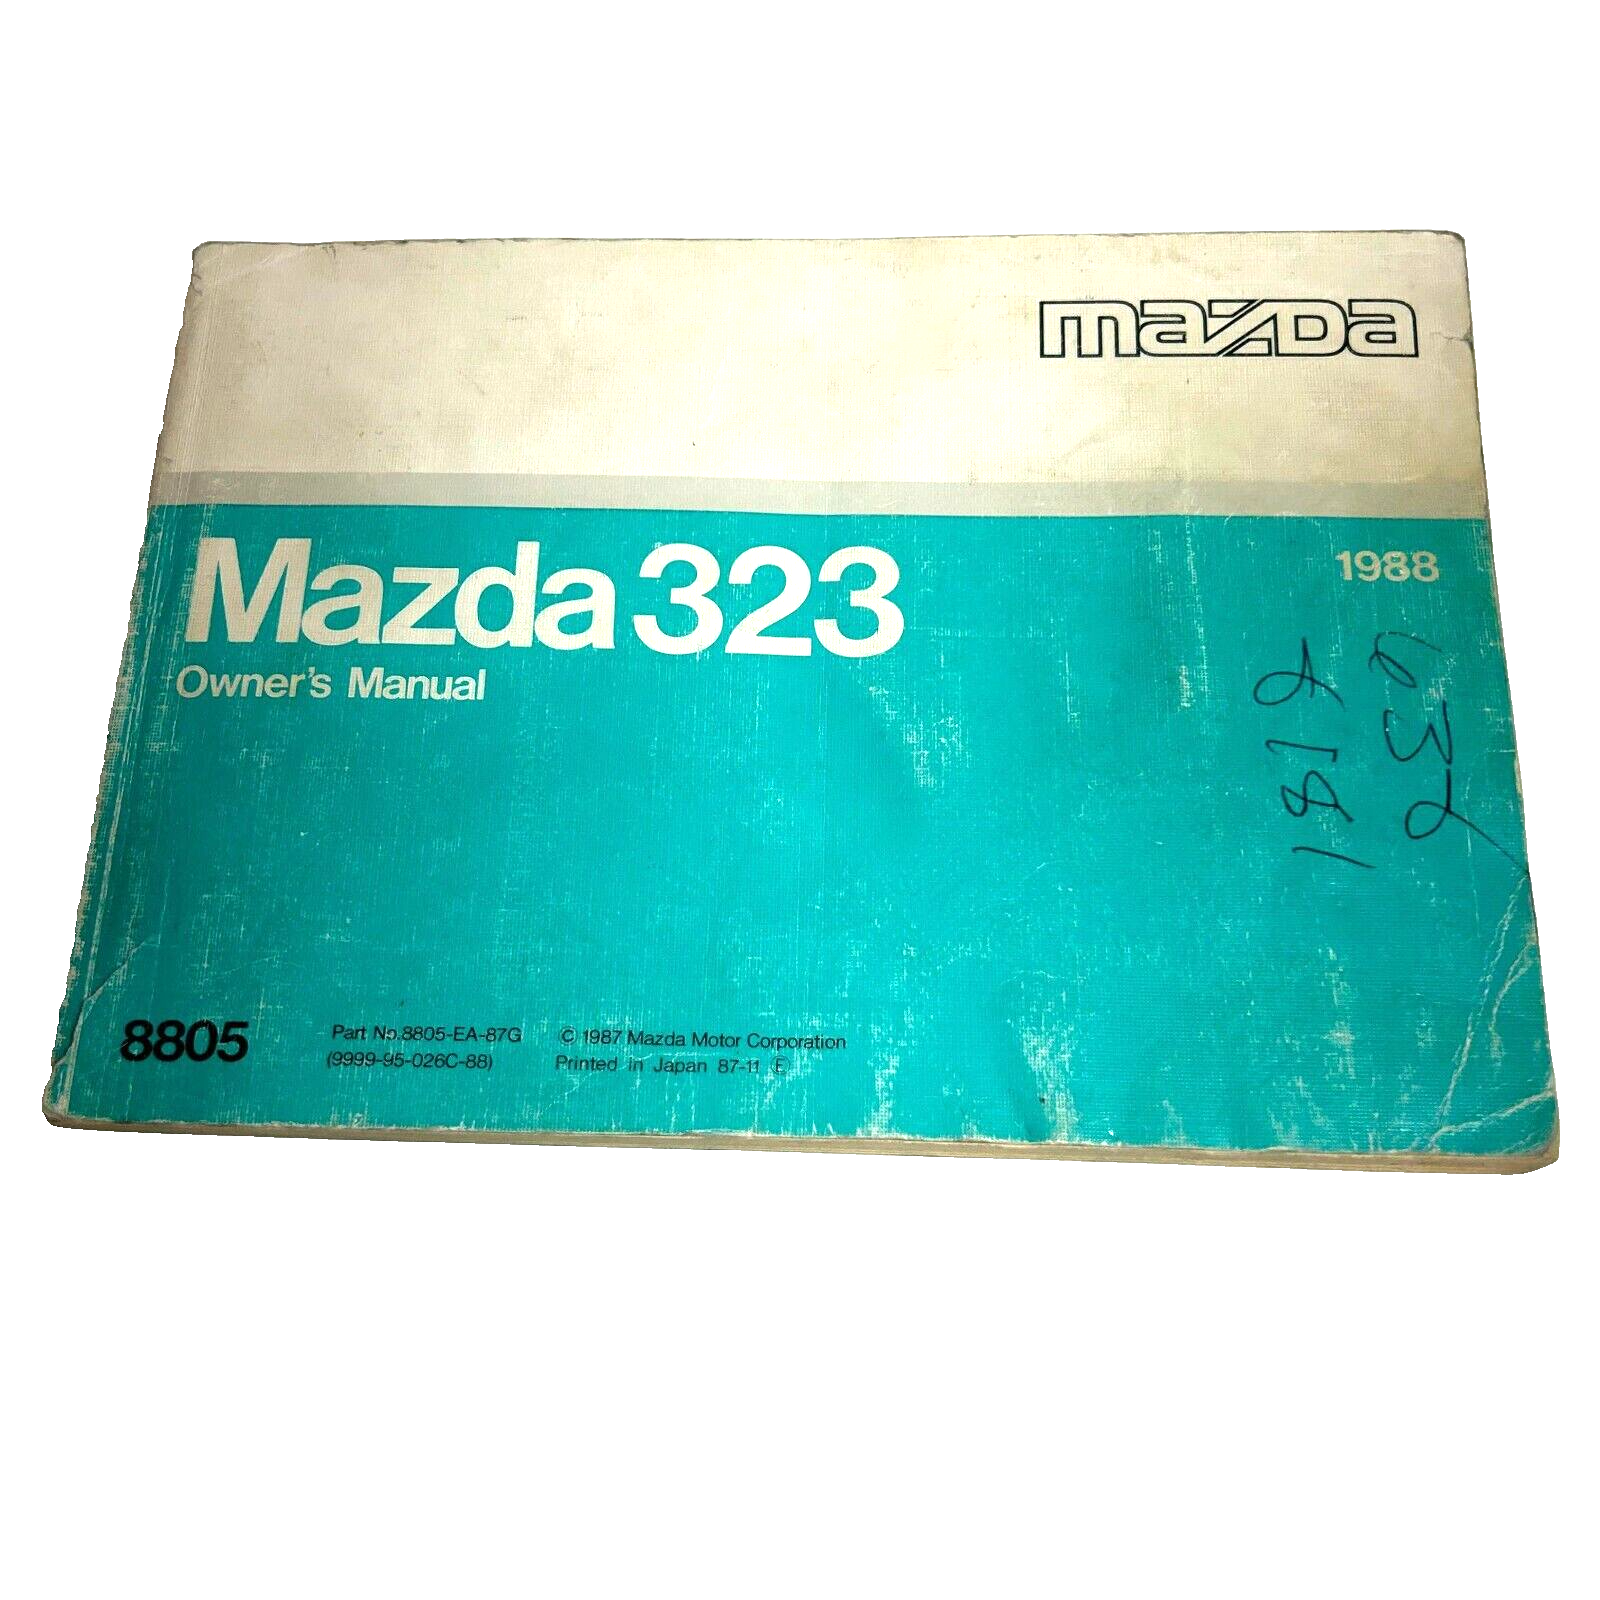 mazda
Mazda 323
1988
Owner's Manual
632
8805
Part No.8805-EA-87G
(9999-95-026C-88)
© 1987 Mazda Motor Corporation
Printed in Japan 87-11 Ⓔ